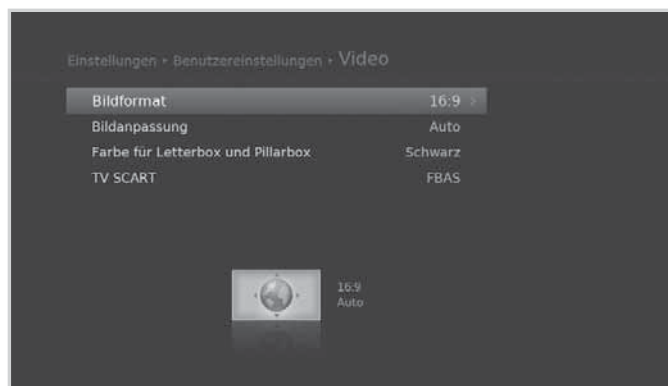 Einstellungen • Benutzereinstellungen • Video
Bildformat 16:9
Bildanpassung Auto
Farbe für Letterbox und Pillarbox Schwarz
TV SCART FBAS
16:9
Auto